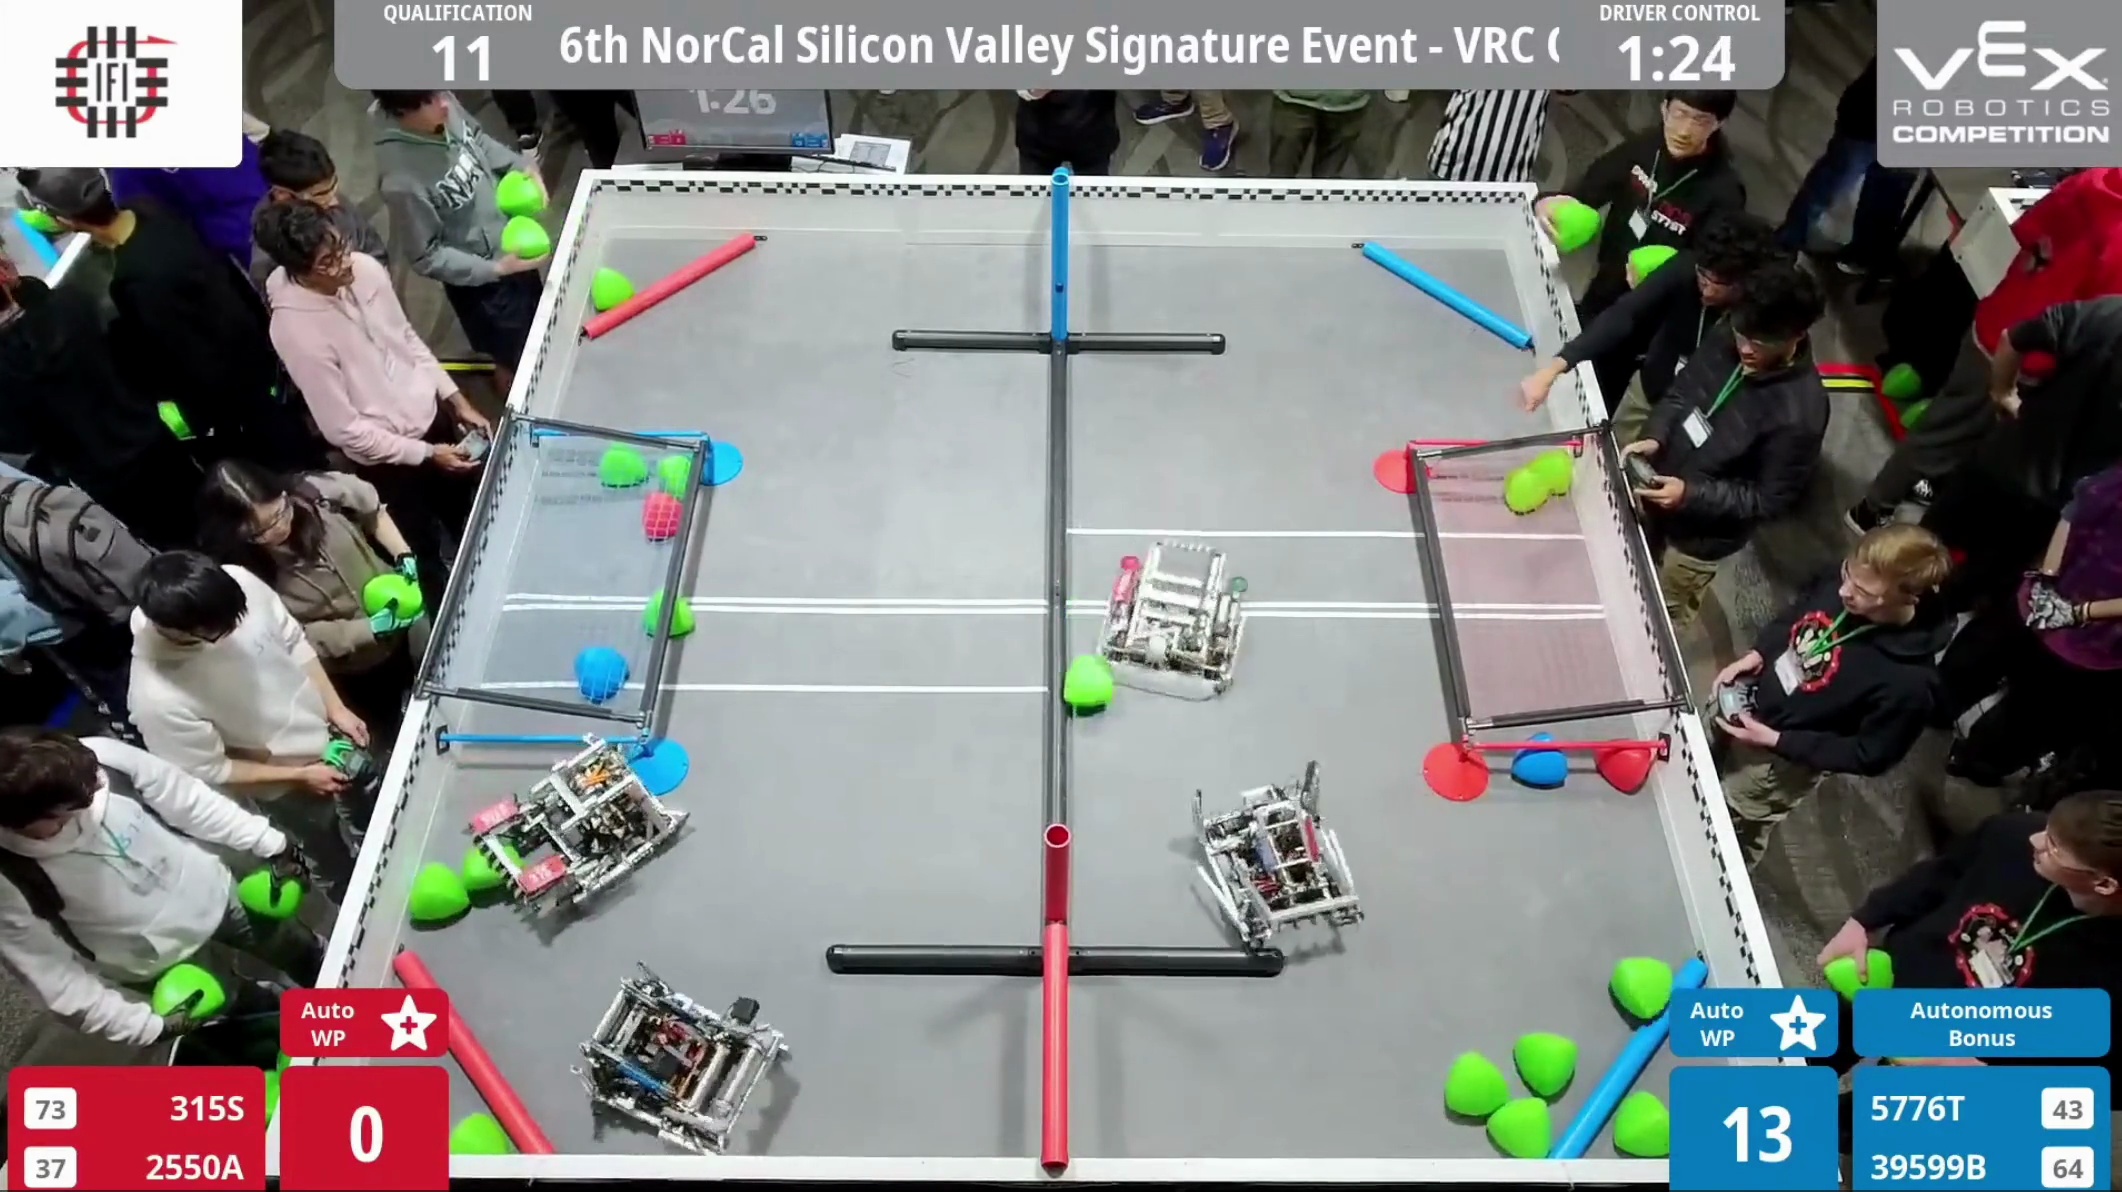 QUALIFICATION
11
6th NorCal Silicon Valley Signature Event - VRC
DRIVER CONTROL
1:24
IFI
VEX
ROBOTICS
COMPETITION
1:26
Auto
WP
73 315S
37 2550A
0
Auto
WP
Autonomous
Bonus
13
5776T 43
39599B 64